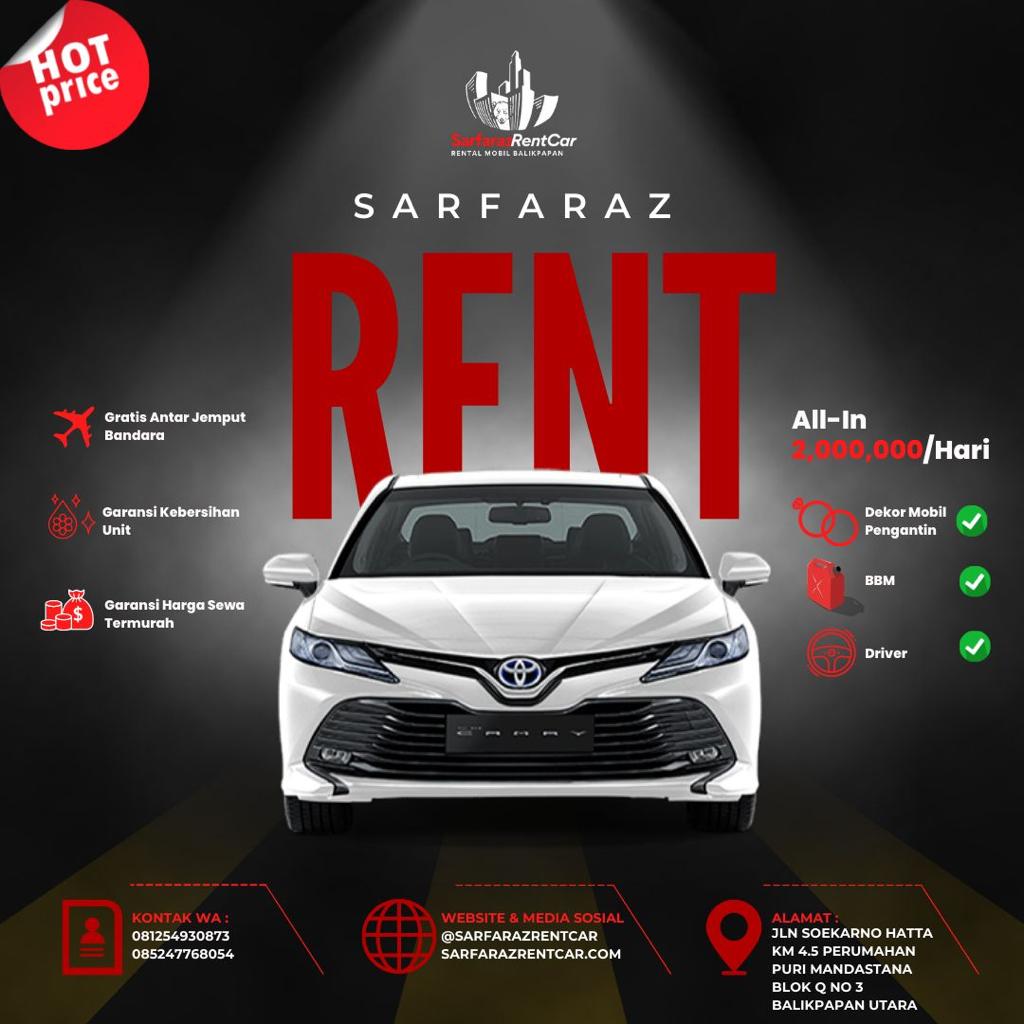 HOT
price
SarfarazRentCar
RENTAL MOBIL BALIKPAPAN
SARFARAZ
RENT
Gratis Antar Jemput
Bandara
Garansi Kebersihan
Unit
Garansi Harga Sewa
Termurah
All-In
2,000,000/Hari
Dekor Mobil
Pengantin
BBM
Driver
CAMRY
KONTAK WA :
081254930873
085247768054
WEBSITE & MEDIA SOSIAL
@SARFARAZRENTCAR
SARFARAZRENTCAR.COM
ALAMAT :
JLN SOEKARNO HATTA
KM 4.5 PERUMAHAN
PURI MANDASTANA
BLOK Q NO 3
BALIKPAPAN UTARA